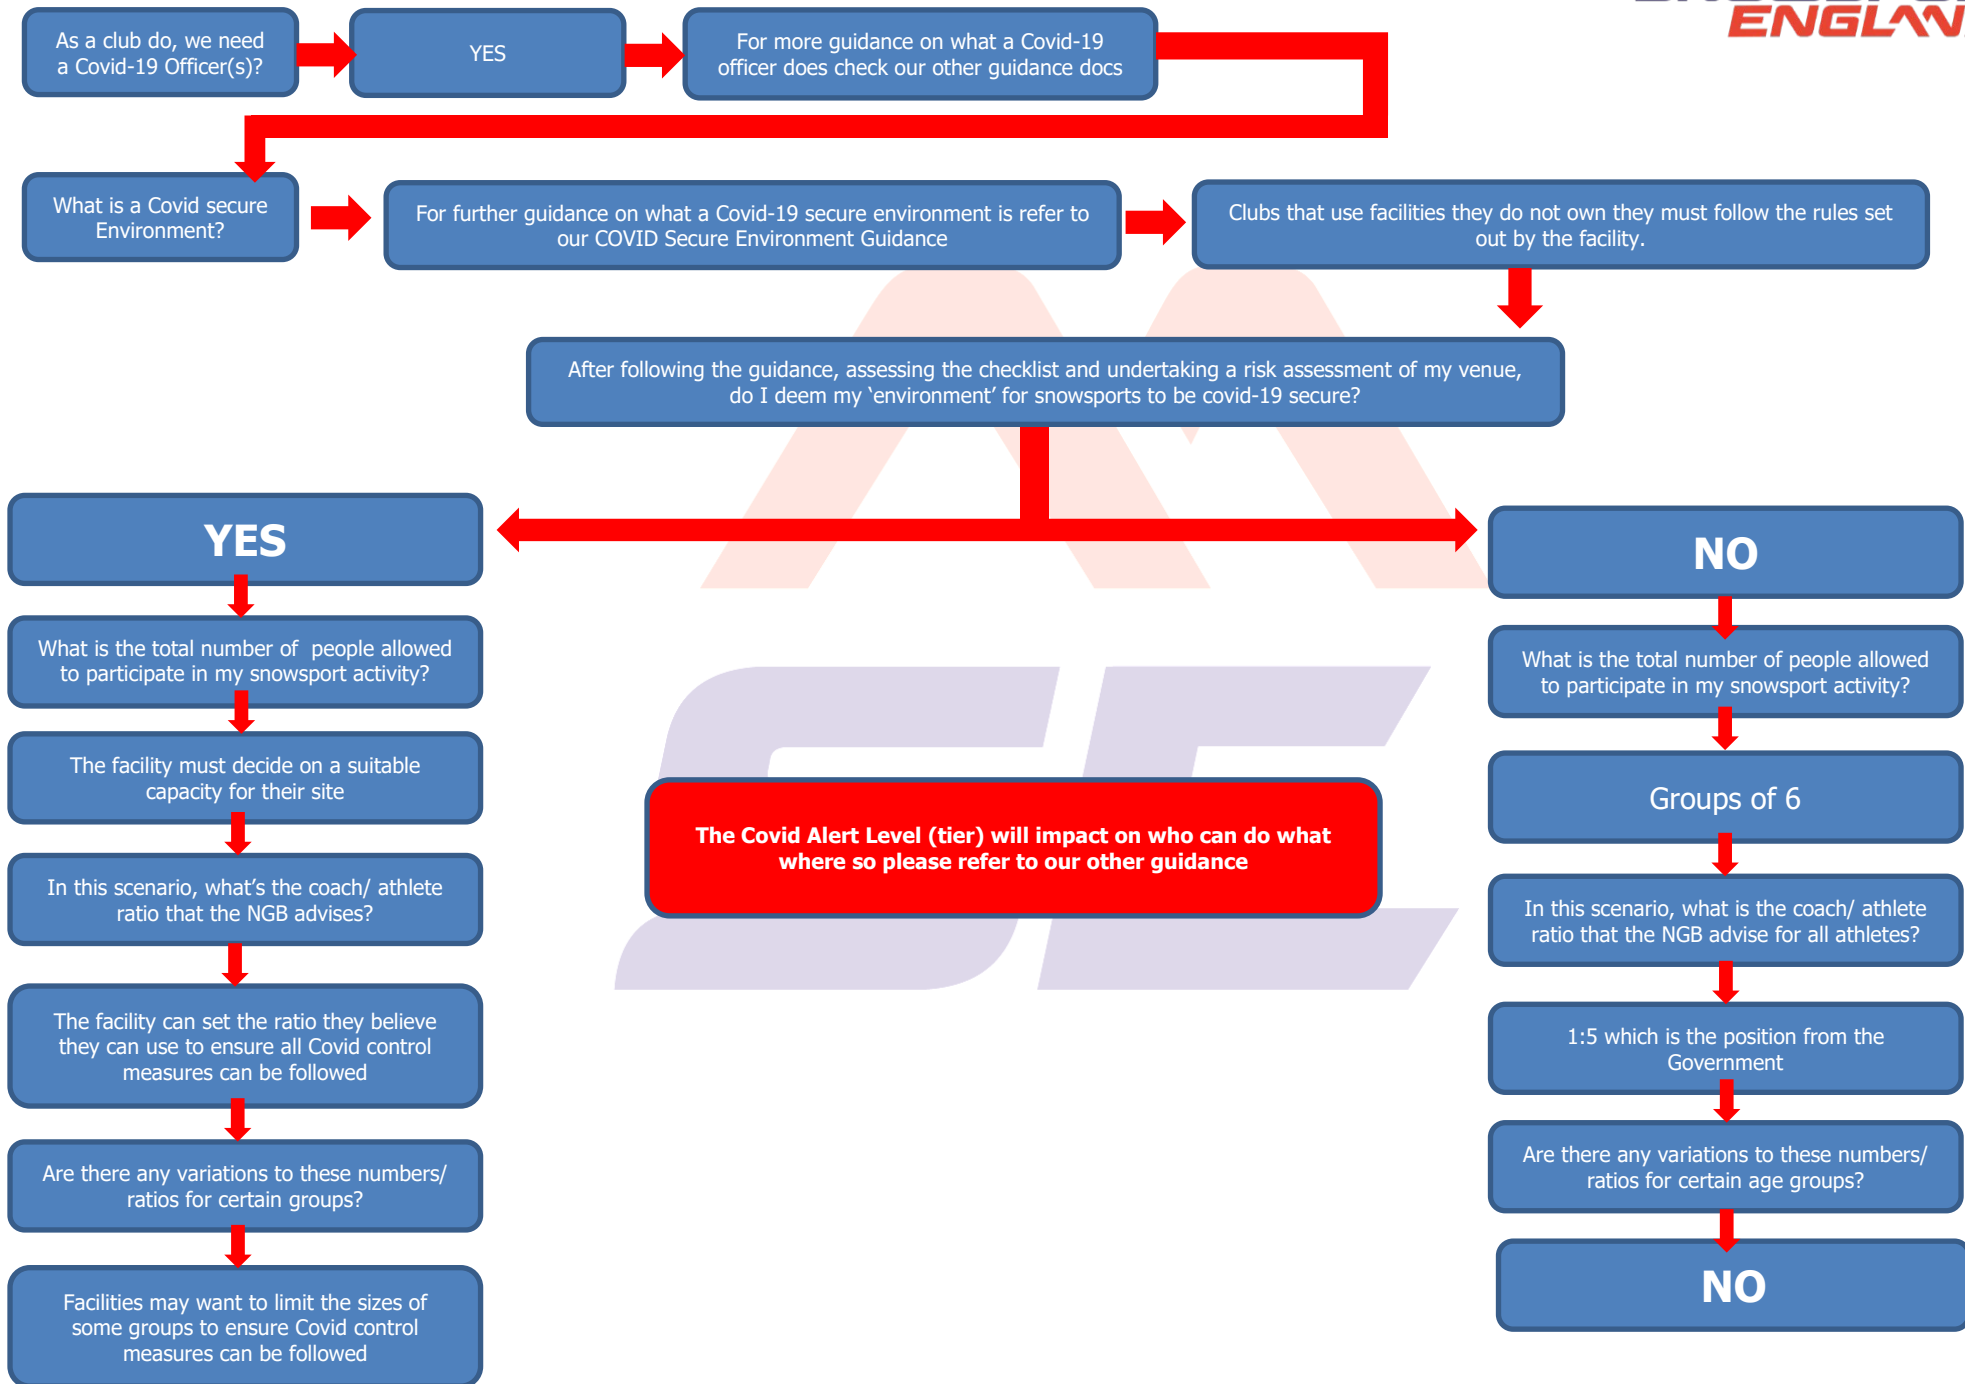 ENGLAND
As a club do, we need
a Covid-19 Officer(s)?
YES
For more guidance on what a Covid-19
officer does check our other guidance docs
What is a Covid secure
Environment?
For further guidance on what a Covid-19 secure environment is refer to
our COVID Secure Environment Guidance
Clubs that use facilities they do not own they must follow the rules set
out by the facility.
After following the guidance, assessing the checklist and undertaking a risk assessment of my venue,
do I deem my ‘environment’ for snowsports to be covid-19 secure?
YES
What is the total number of  people allowed
to participate in my snowsport activity?
The facility must decide on a suitable
capacity for their site
In this scenario, what’s the coach/ athlete
ratio that the NGB advises?
The facility can set the ratio they believe
they can use to ensure all Covid control
measures can be followed
Are there any variations to these numbers/
ratios for certain groups?
Facilities may want to limit the sizes of
some groups to ensure Covid control
measures can be followed
SE
The Covid Alert Level (tier) will impact on who can do what
where so please refer to our other guidance
NO
What is the total number of people allowed
to participate in my snowsport activity?
Groups of 6
In this scenario, what is the coach/ athlete
ratio that the NGB advise for all athletes?
1:5 which is the position from the
Government
Are there any variations to these numbers/
ratios for certain age groups?
NO